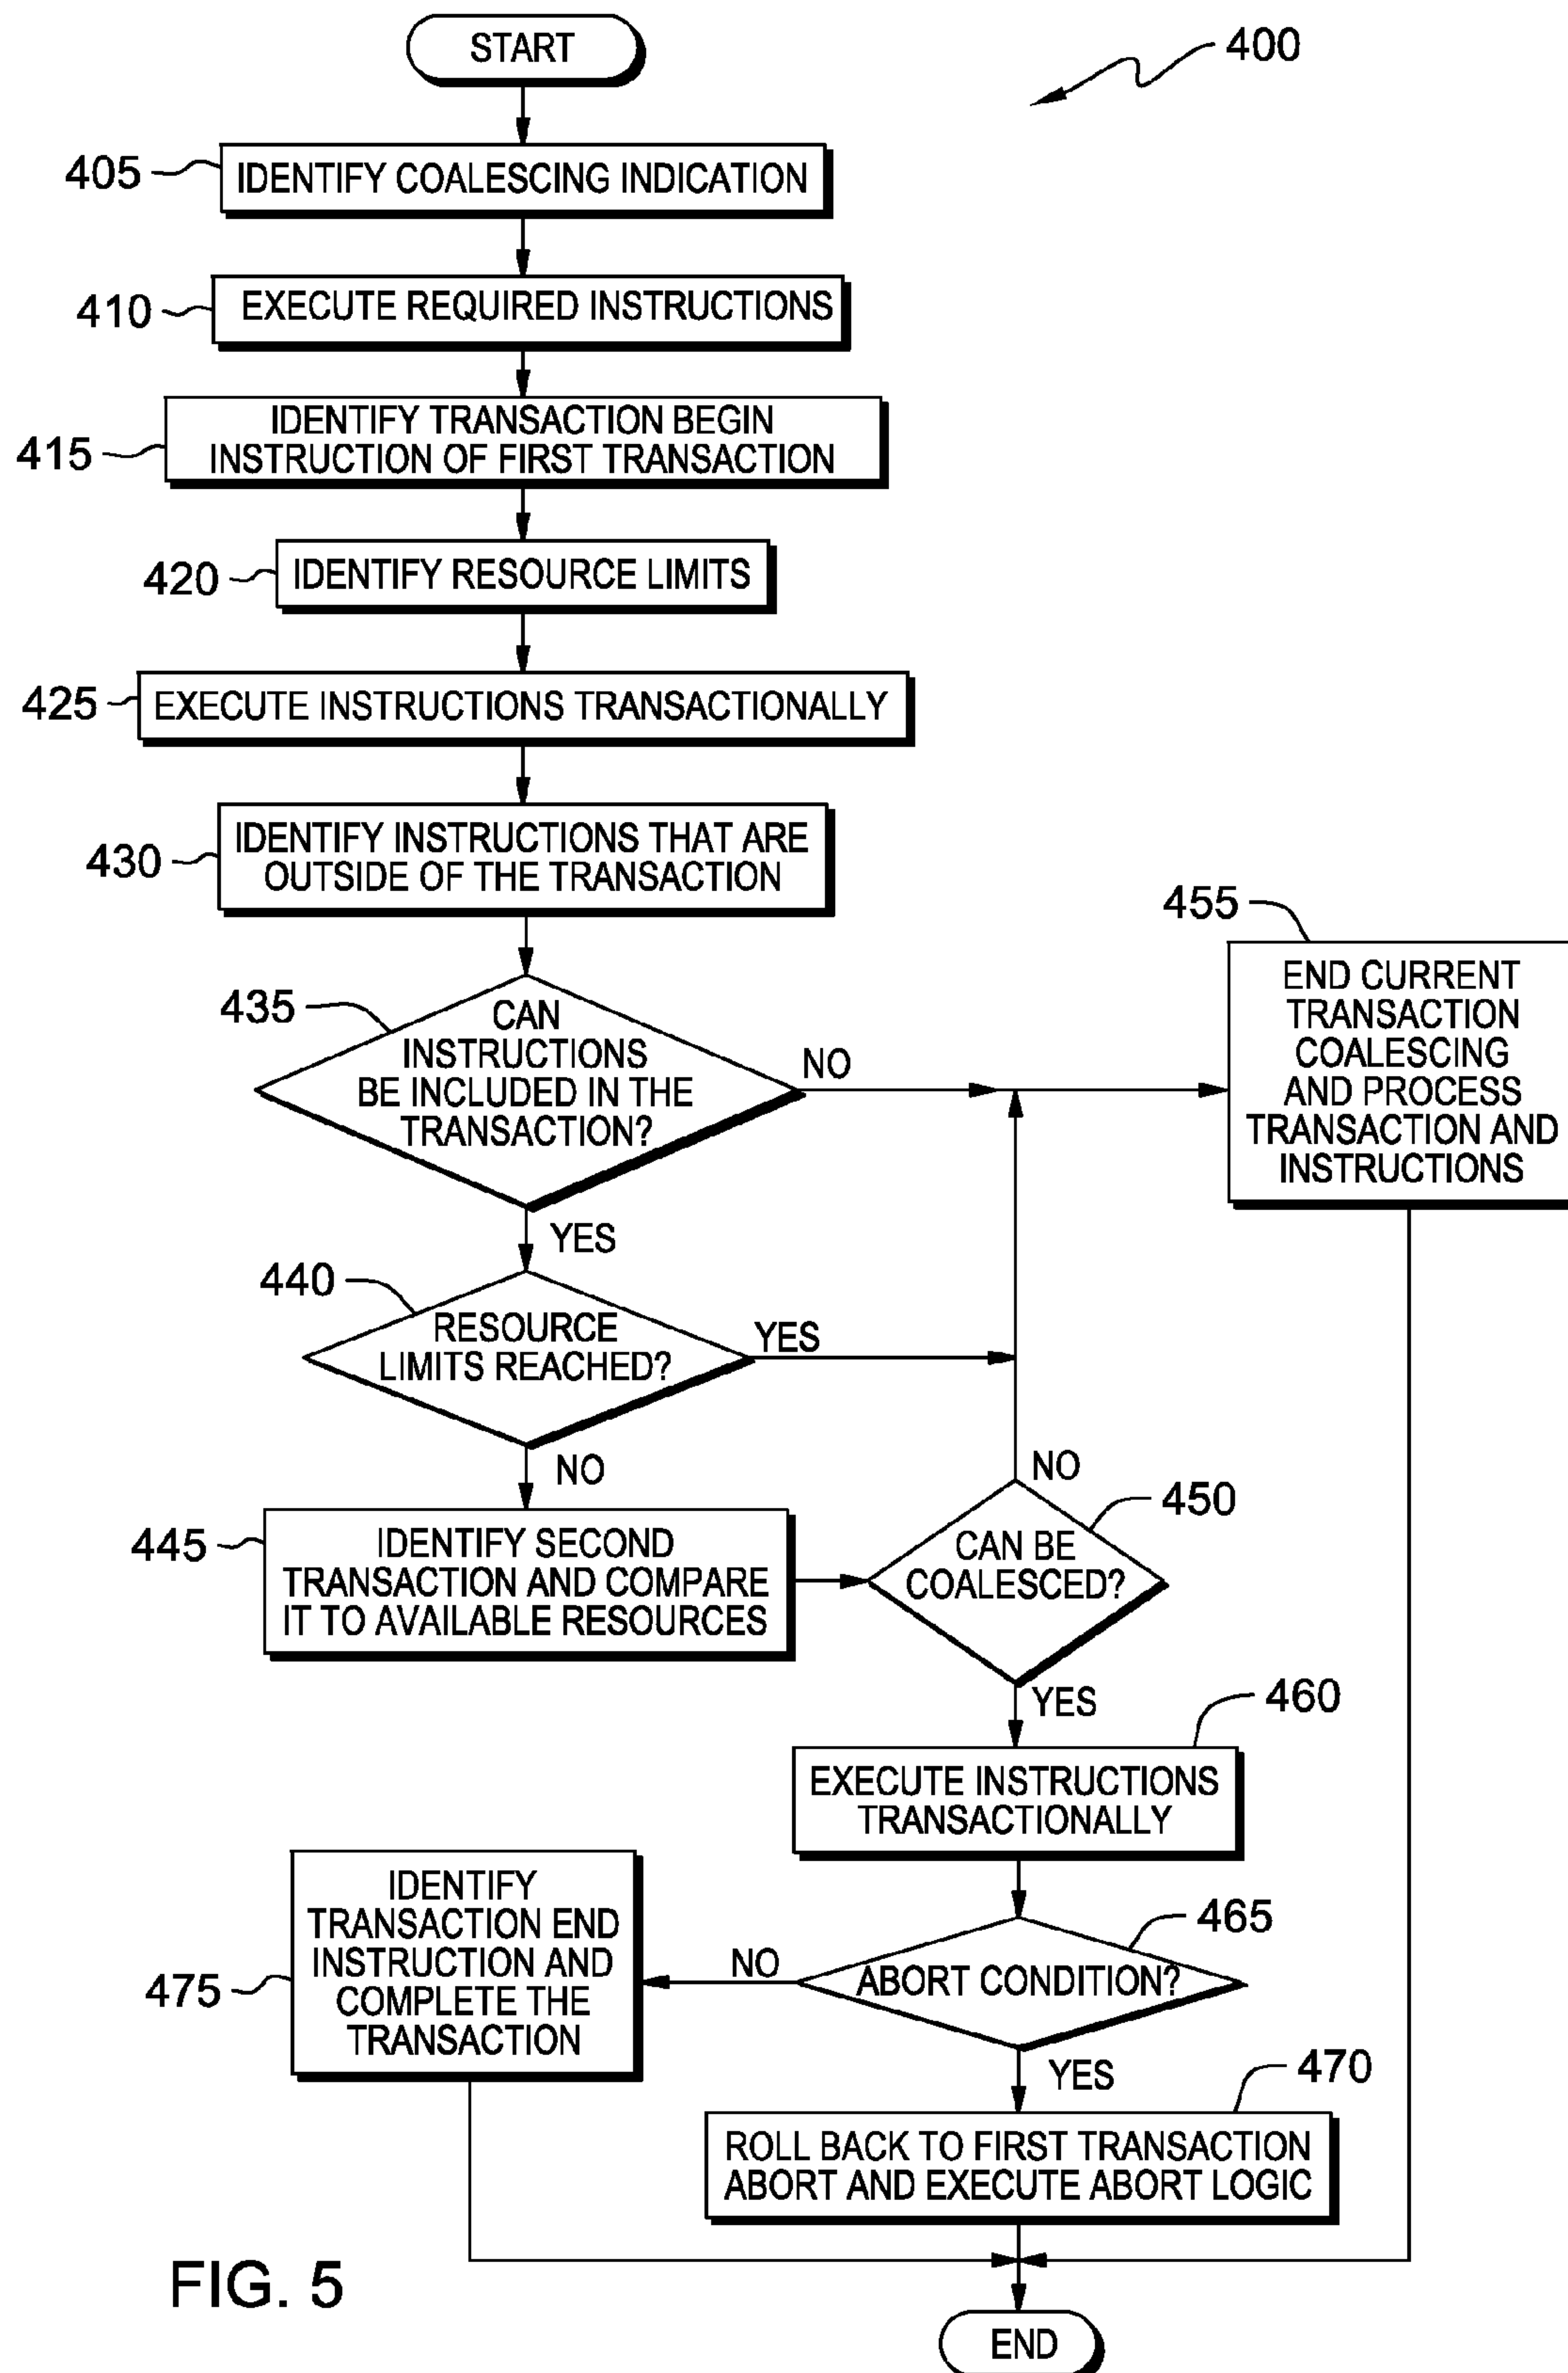 START
400
405
IDENTIFY COALESCING INDICATION
410
EXECUTE REQUIRED INSTRUCTIONS
415
IDENTIFY TRANSACTION BEGIN
INSTRUCTION OF FIRST TRANSACTION
420
IDENTIFY RESOURCE LIMITS
425
EXECUTE INSTRUCTIONS TRANSACTIONALLY
430
IDENTIFY INSTRUCTIONS THAT ARE
OUTSIDE OF THE TRANSACTION
435
CAN
INSTRUCTIONS
BE INCLUDED IN THE
TRANSACTION?
NO
455
END CURRENT
TRANSACTION
COALESCING
AND PROCESS
TRANSACTION AND
INSTRUCTIONS
YES
440
RESOURCE
LIMITS REACHED?
YES
NO
445
IDENTIFY SECOND
TRANSACTION AND COMPARE
IT TO AVAILABLE RESOURCES
NO
450
CAN BE
COALESCED?
YES
460
EXECUTE INSTRUCTIONS
TRANSACTIONALLY
465
ABORT CONDITION?
NO
475
IDENTIFY
TRANSACTION END
INSTRUCTION AND
COMPLETE THE
TRANSACTION
YES
470
ROLL BACK TO FIRST TRANSACTION
ABORT AND EXECUTE ABORT LOGIC
FIG. 5
END